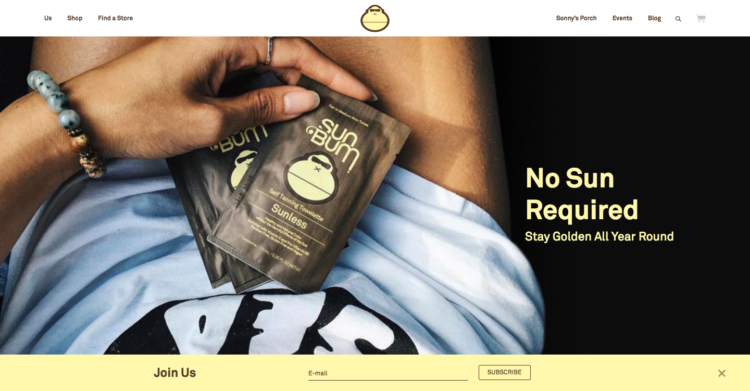 Us
Shop
Find a Store
Sonny's Porch
Events
Blog
SUN
BUM
Self Tanning Towelette
Sunless
No Sun
Required
Stay Golden All Year Round
Join Us
E-mail
SUBSCRIBE